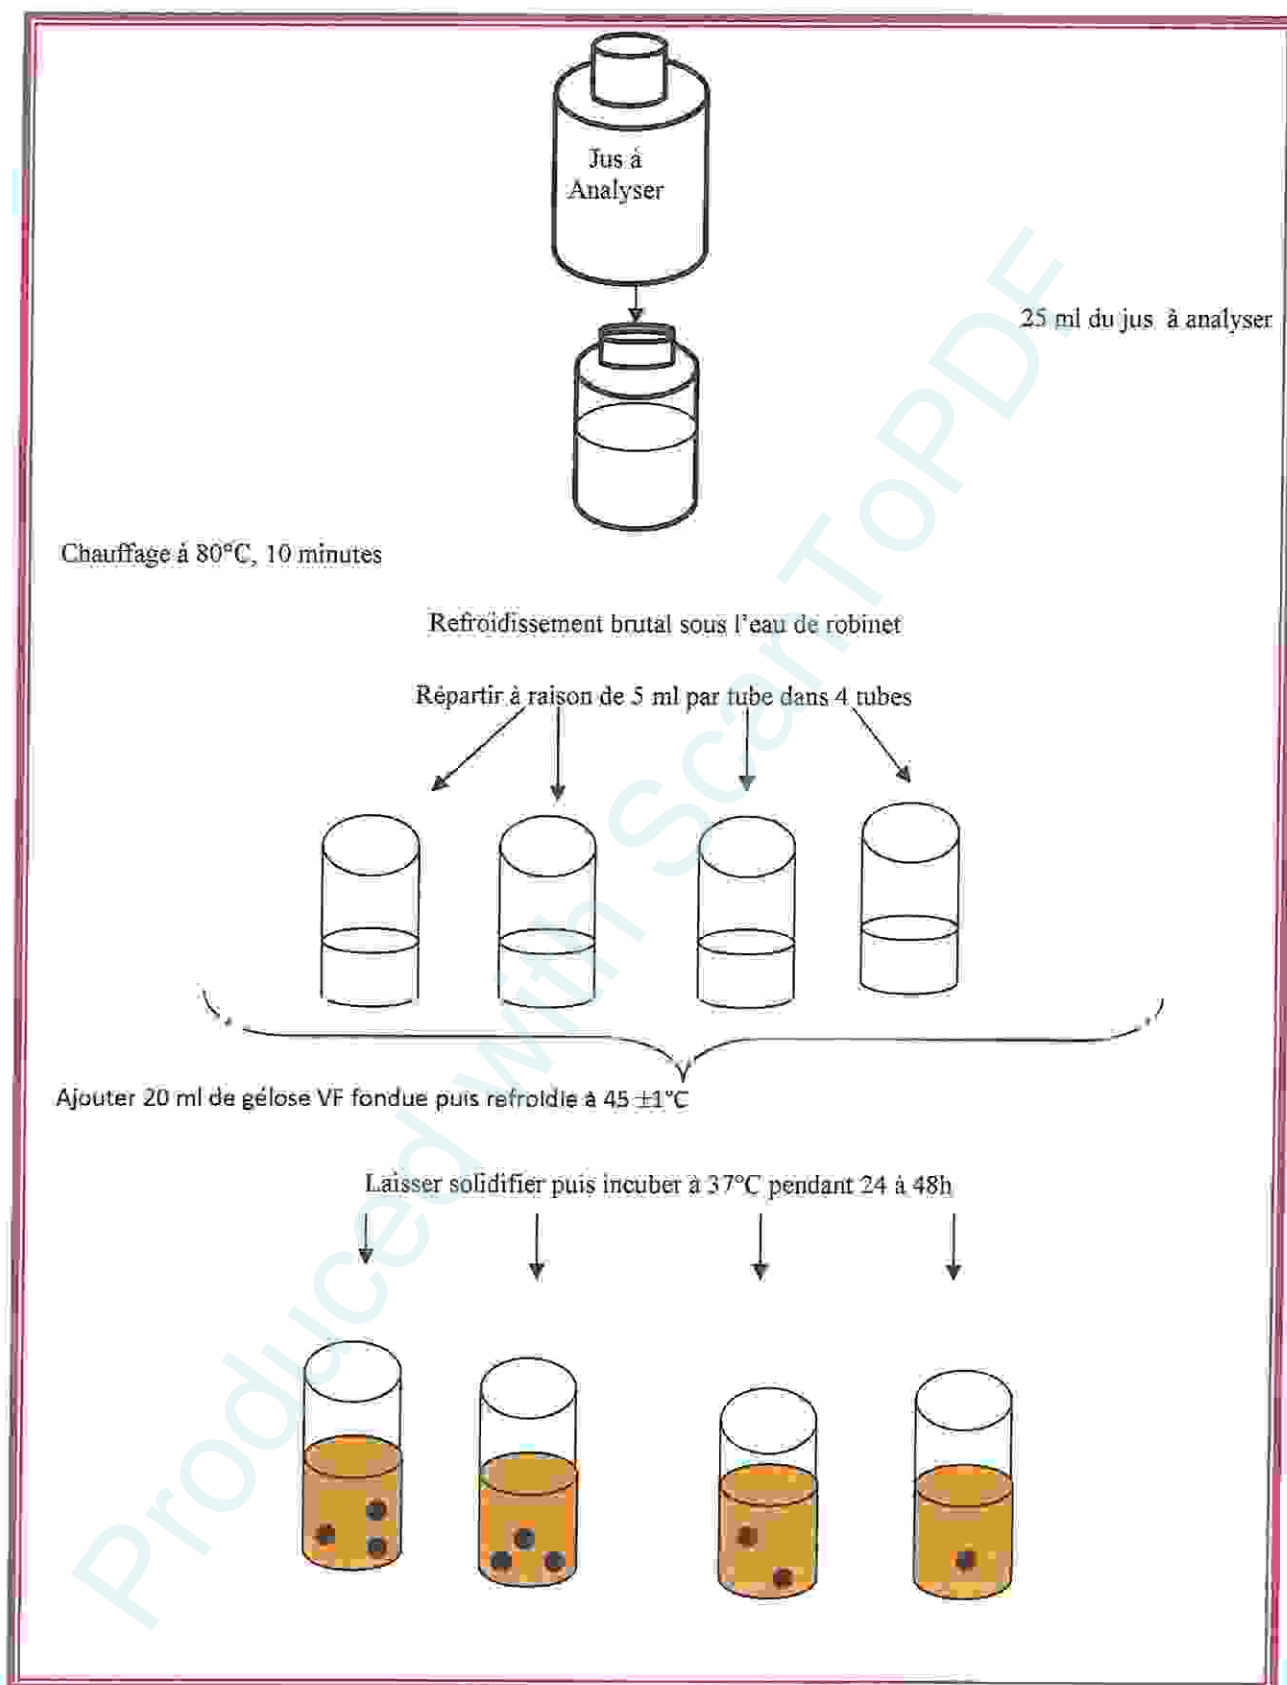 Jus à
Analyser
25 ml du jus à analyser
Chauffage à 80°C, 10 minutes
Refroidissement brutal sous l'eau de robinet
Répartir à raison de 5 ml par tube dans 4 tubes
Ajouter 20 ml de gélose VF fondue puis refroidie à 45 ±1°C
Laisser solidifier puis incuber à 37°C pendant 24 à 48h
Produced with ScanToPDF